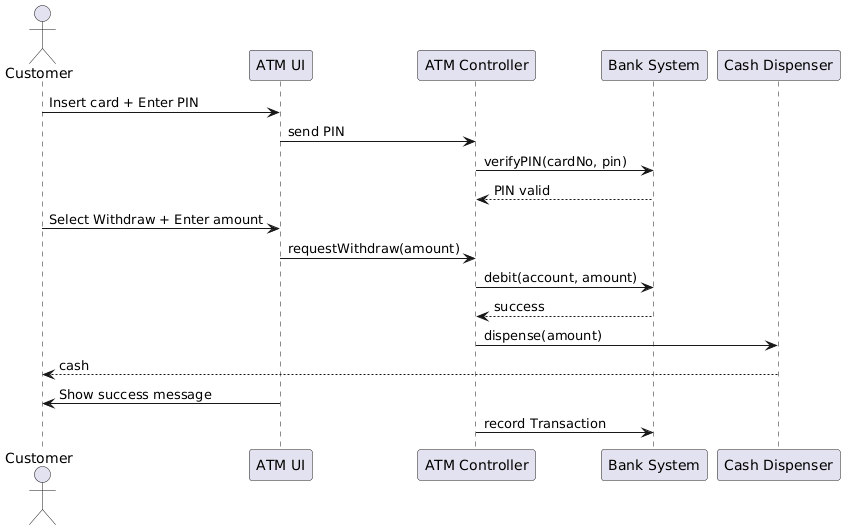 Customer
ATM UI
ATM Controller
Bank System
Cash Dispenser
Insert card + Enter PIN
send PIN
verifyPIN(cardNo, pin)
PIN valid
Select Withdraw + Enter amount
requestWithdraw(amount)
debit(account, amount)
success
dispense(amount)
cash
Show success message
record Transaction
Customer
ATM UI
ATM Controller
Bank System
Cash Dispenser